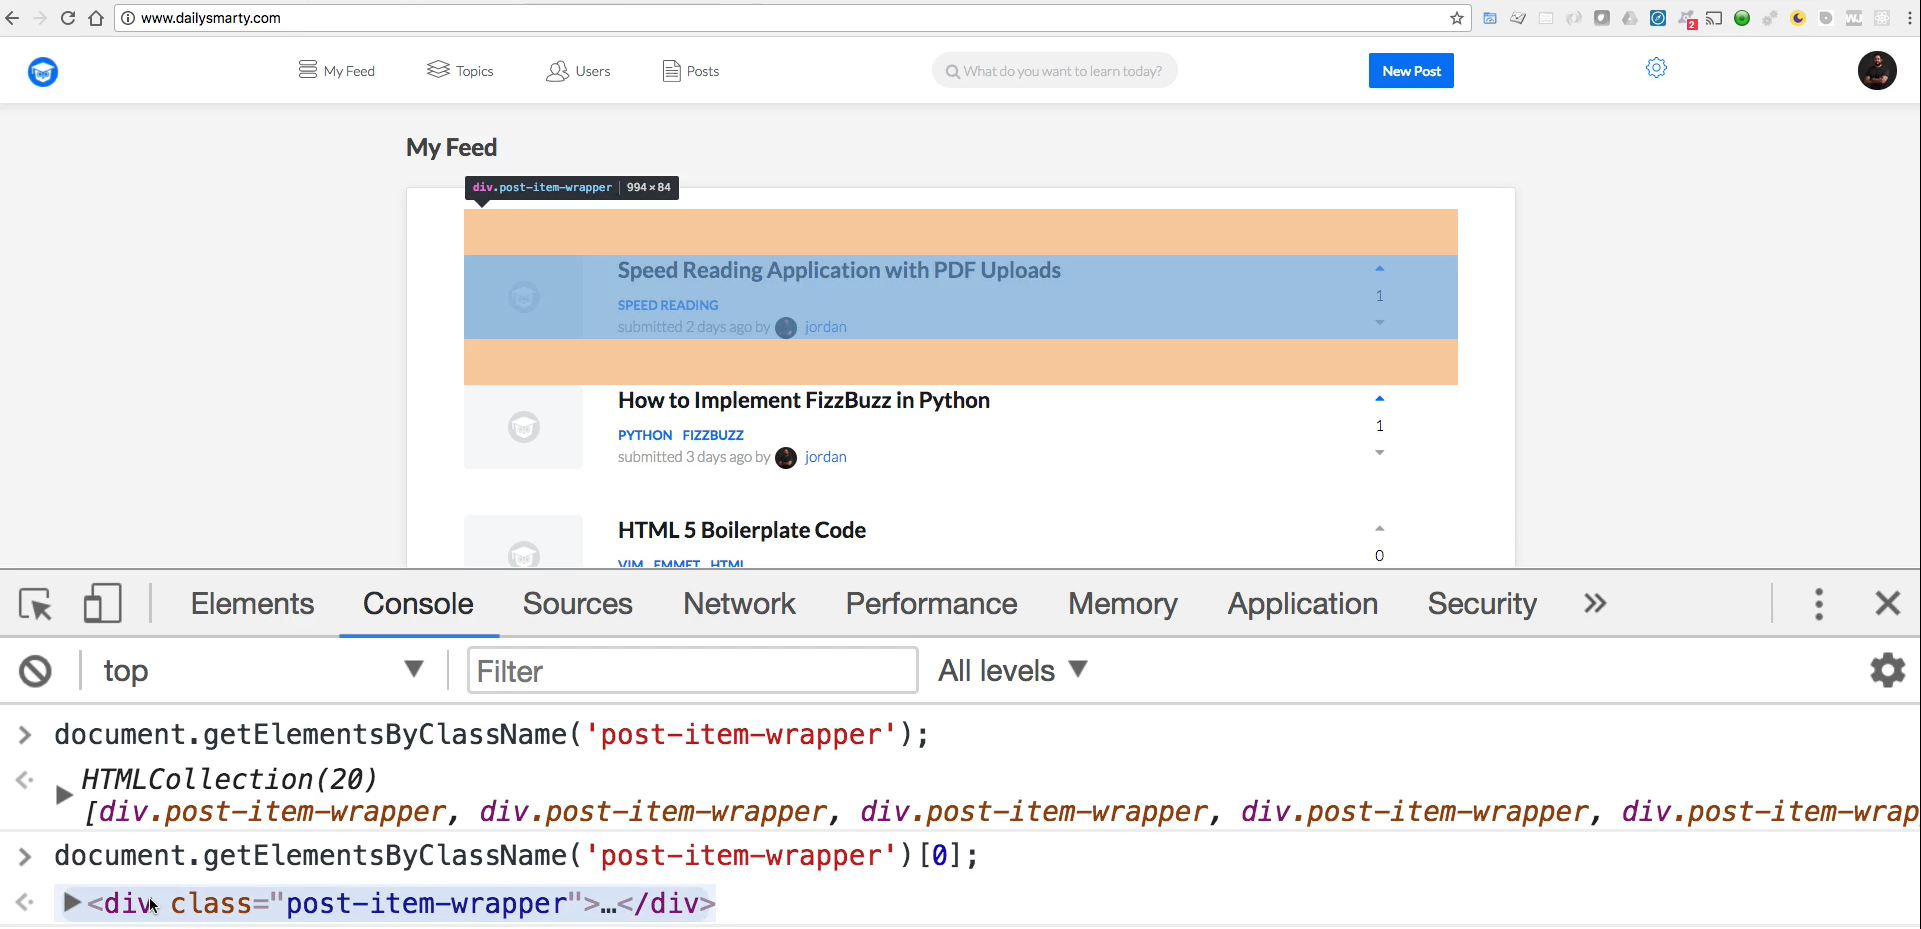 www.dailysmarty.com
2
WJ
My Feed
Topics
Users
Posts
What do you want to learn today?
New Post
My Feed
div.post-item-wrapper | 994×84
Speed Reading Application with PDF Uploads
SPEED READING
submitted 2 days ago by jordan
1
How to Implement FizzBuzz in Python
PYTHON FIZZBUZZ
submitted 3 days ago by jordan
1
HTML 5 Boilerplate Code
VIM EMMET HTML
0
Elements
Console
Sources
Network
Performance
Memory
Application
Security
top
Filter
All levels
document.getElementsByClassName('post-item-wrapper');
HTMLCollection(20)
[div.post-item-wrapper, div.post-item-wrapper, div.post-item-wrapper, div.post-item-wrapper, div.post-item-wrap
document.getElementsByClassName('post-item-wrapper')[0];
<div class="post-item-wrapper">…</div>